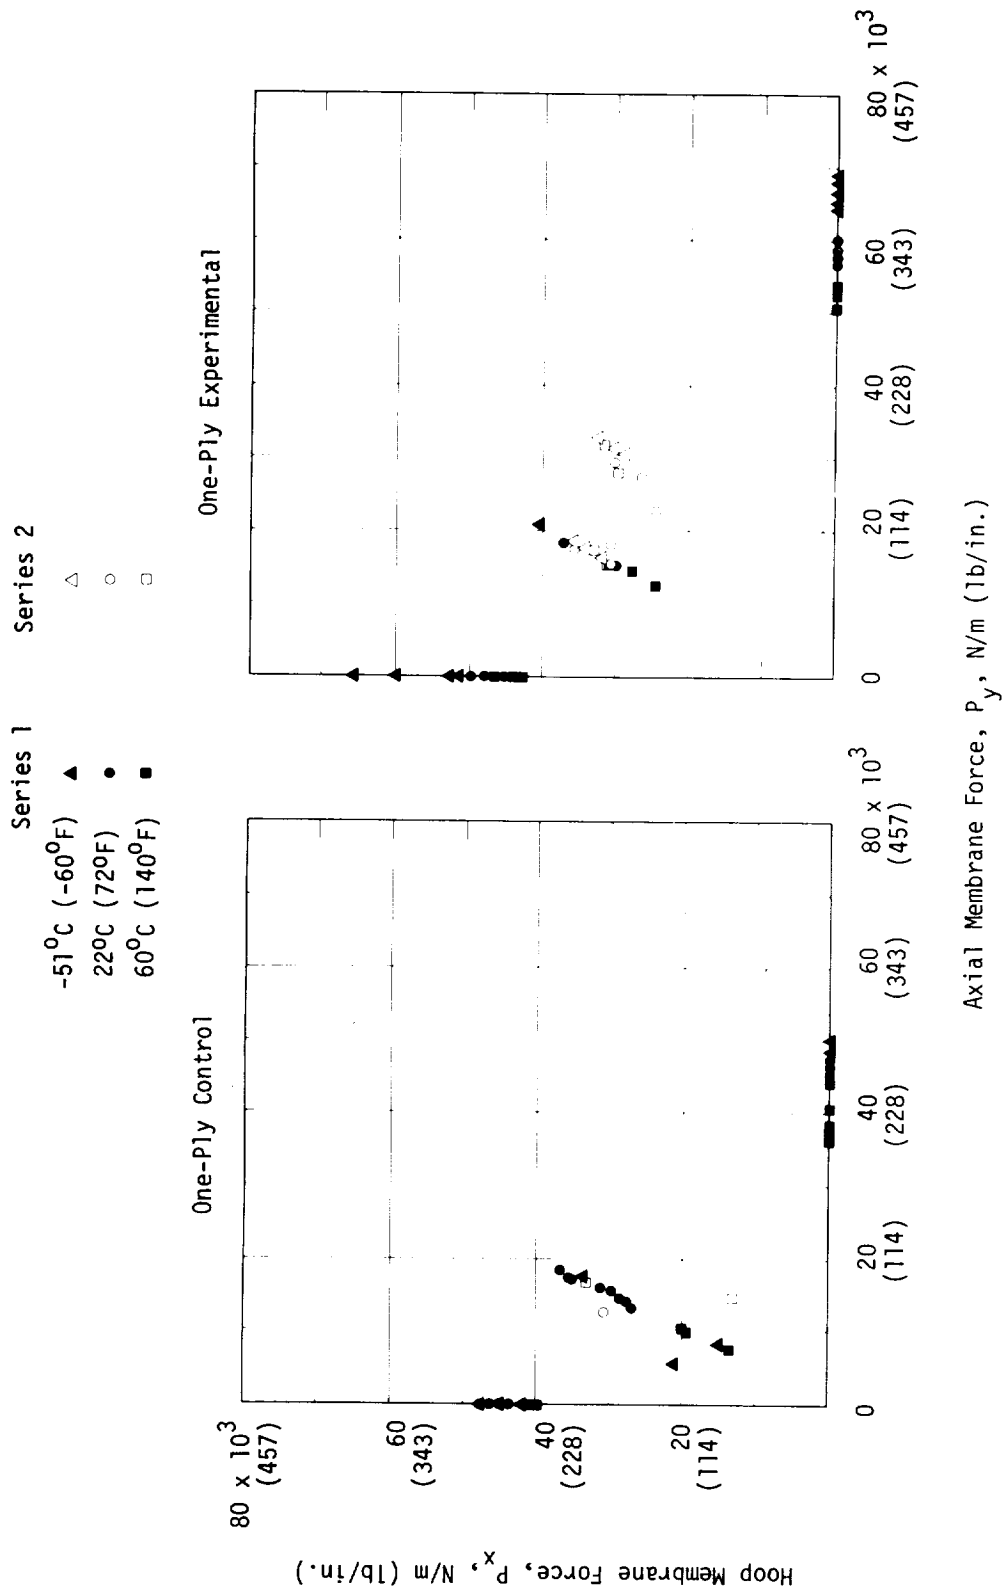 Series 1 Series 2
-51°C (-60°F)
22°C (72°F)
60°C (140°F)
One-Ply Control
One-Ply Experimental
Hoop Membrane Force, Pₓ, N/m (lb/in.)
80 x 10³
(457)
60
(343)
40
(228)
20
(114)
0
20
(114)
40
(228)
60
(343)
80 x 10³
(457)
0
20
(114)
40
(228)
60
(343)
80 x 10³
(457)
Axial Membrane Force, P_y, N/m (lb/in.)